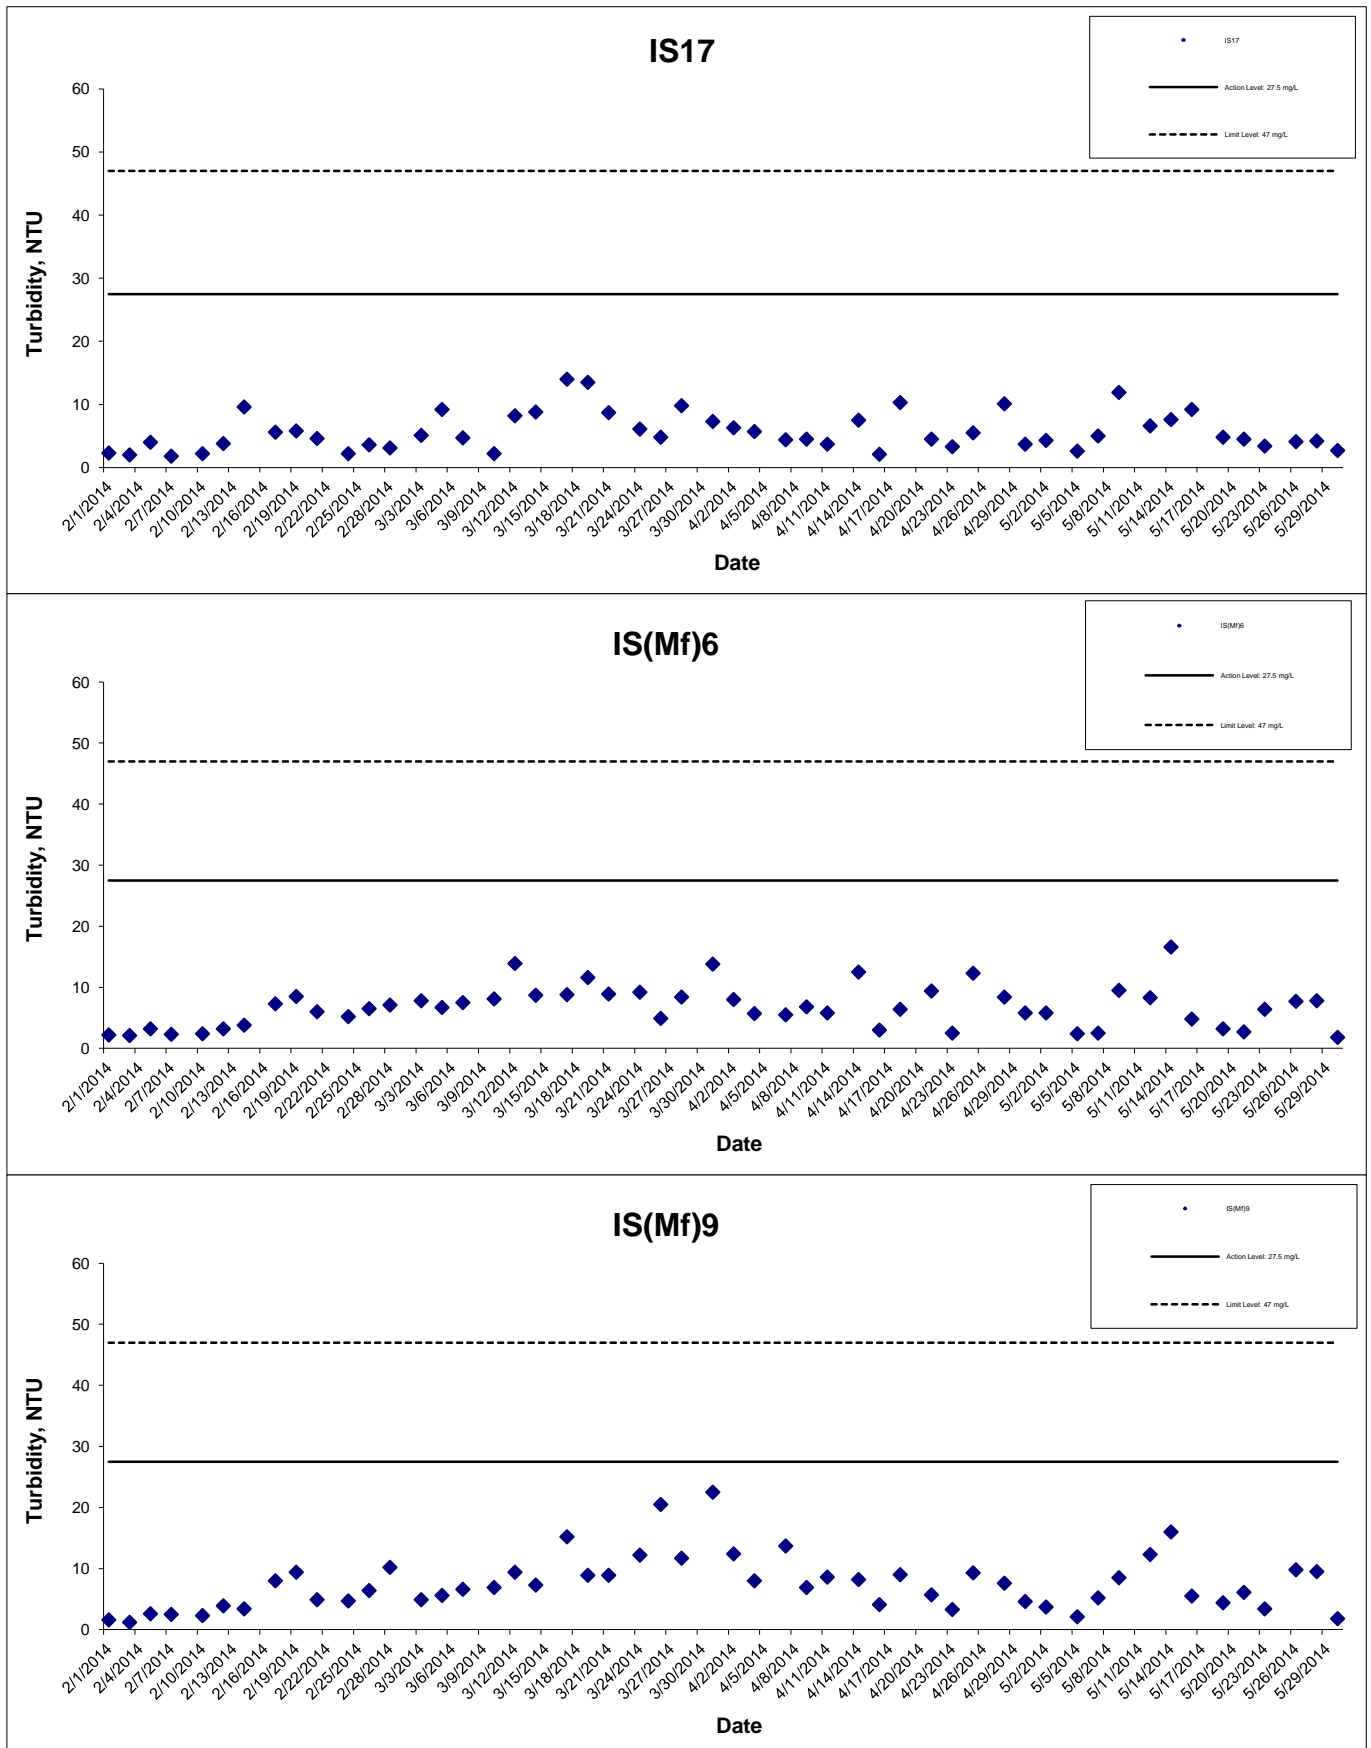 IS17
IS17
Action Level: 27.5 mg/L
Limit Level: 47 mg/L
60
50
40
30
20
10
0
Turbidity, NTU
2/1/2014 2/4/2014 2/7/2014 2/10/2014 2/13/2014 2/16/2014 2/19/2014 2/22/2014 2/25/2014 2/28/2014 3/3/2014 3/6/2014 3/9/2014 3/12/2014 3/15/2014 3/18/2014 3/21/2014 3/24/2014 3/27/2014 3/30/2014 4/2/2014 4/5/2014 4/8/2014 4/11/2014 4/14/2014 4/17/2014 4/20/2014 4/23/2014 4/26/2014 4/29/2014 5/2/2014 5/5/2014 5/8/2014 5/11/2014 5/14/2014 5/17/2014 5/20/2014 5/23/2014 5/26/2014 5/29/2014
Date
IS(Mf)6
IS(Mf)6
Action Level: 27.5 mg/L
Limit Level: 47 mg/L
60
50
40
30
20
10
0
Turbidity, NTU
2/1/2014 2/4/2014 2/7/2014 2/10/2014 2/13/2014 2/16/2014 2/19/2014 2/22/2014 2/25/2014 2/28/2014 3/3/2014 3/6/2014 3/9/2014 3/12/2014 3/15/2014 3/18/2014 3/21/2014 3/24/2014 3/27/2014 3/30/2014 4/2/2014 4/5/2014 4/8/2014 4/11/2014 4/14/2014 4/17/2014 4/20/2014 4/23/2014 4/26/2014 4/29/2014 5/2/2014 5/5/2014 5/8/2014 5/11/2014 5/14/2014 5/17/2014 5/20/2014 5/23/2014 5/26/2014 5/29/2014
Date
IS(Mf)9
IS(Mf)9
Action Level: 27.5 mg/L
Limit Level: 47 mg/L
60
50
40
30
20
10
0
Turbidity, NTU
2/1/2014 2/4/2014 2/7/2014 2/10/2014 2/13/2014 2/16/2014 2/19/2014 2/22/2014 2/25/2014 2/28/2014 3/3/2014 3/6/2014 3/9/2014 3/12/2014 3/15/2014 3/18/2014 3/21/2014 3/24/2014 3/27/2014 3/30/2014 4/2/2014 4/5/2014 4/8/2014 4/11/2014 4/14/2014 4/17/2014 4/20/2014 4/23/2014 4/26/2014 4/29/2014 5/2/2014 5/5/2014 5/8/2014 5/11/2014 5/14/2014 5/17/2014 5/20/2014 5/23/2014 5/26/2014 5/29/2014
Date